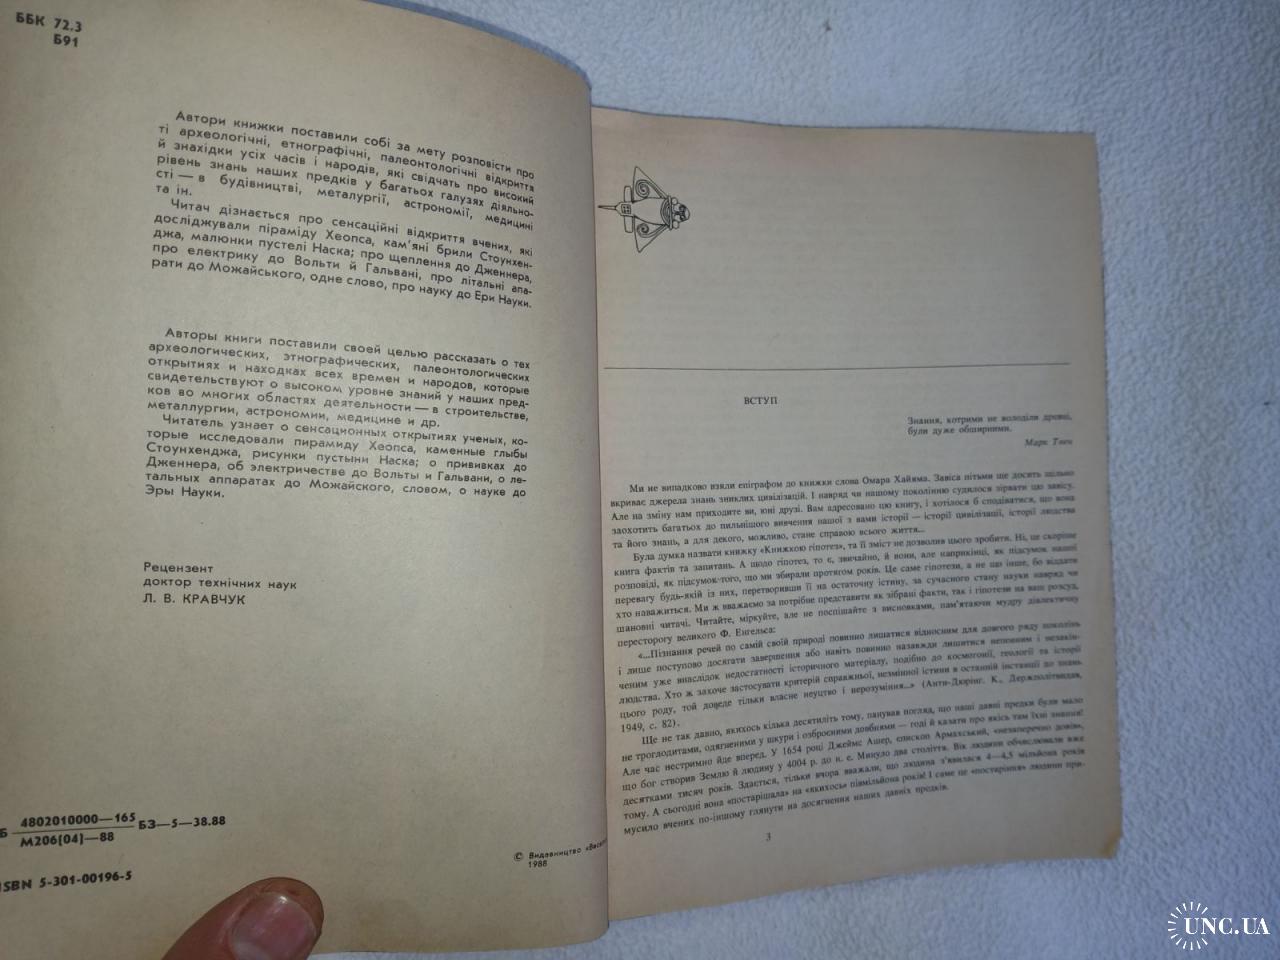 ББК 72.3
Б91
Автори книжки поставили собі за мету розповісти про
ті археологічні, етнографічні, палеонтологічні відкриття
й знахідки усіх часів і народів, які свідчать про високий
рівень знань наших предків у багатьох галузях діяльно-
сті — в будівництві, металургії, астрономії, медицині
та ін.
Читач дізнається про сенсаційні відкриття вчених, які
досліджували піраміду Хеопса, кам'яні брили Стоунхен-
джа, малюнки пустелі Наска; про щеплення до Дженнера,
про електрику до Вольти й Гальвані, про літальні апа-
рати до Можайського, одне слово, про науку до Ери Науки.
Авторы книги поставили своей целью рассказать о тех
археологических, этнографических, палеонтологических
открытиях и находках всех времен и народов, которые
свидетельствуют о высоком уровне знаний у наших пред-
ков во многих областях деятельности — в строительстве,
металлургии, астрономии, медицине и др.
Читатель узнает о сенсационных открытиях ученых, ко-
торые исследовали пирамиду Хеопса, каменные глыбы
Стоунхенджа, рисунки пустыни Наска; о прививках до
Дженнера, об электричестве до Вольты и Гальвани, о ле-
тальных аппаратах до Можайского, словом, о науке до
Эры Науки.
Рецензент
доктор технічних наук
Л. В. КРАВЧУК
Б 4802010000—165 БЗ—5—38.88
М206(04)—88
ISBN 5-301-00196-5
© Видавництво
1988
ВСТУП
Знання, котрими не володіли древні,
були дуже обширними.
Марк Твен
Ми не випадково взяли епіграфом до книжки слова Омара Хайяма. Завіса пітьми ще досить щільно
вкриває джерела знань зниклих цивілізацій. І навряд чи нашому поколінню судилося зірвати цю завісу.
Але на зміну нам приходите ви, юні друзі. Вам адресовано цю книгу, і хотілося б сподіватися, що вона
заохотить багатьох до пильнішого вивчення нашої з вами історії — історії цивілізації, історії людства
та його знань, а для декого, можливо, стане справою всього життя...
Була думка назвати книжку «Книжкою гіпотез», та її зміст не дозволив цього зробити. Ні, це скоріше
книга фактів та запитань. А щодо гіпотез, то є, звичайно, й вони, але наприкінці, як підсумок нашої
розповіді, як підсумок того, що ми збирали протягом років. Це саме гіпотези, а не що інше, бо віддати
перевагу будь-якій із них, перетворивши її на остаточну істину, за сучасного стану науки навряд чи
хто наважиться. Ми ж вважаємо за потрібне представити як зібрані факти, так і гіпотези на ваш розсуд,
шановні читачі. Читайте, міркуйте, але не поспішайте з висновками, пам'ятаючи мудру діалектичну
пересторогу великого Ф. Енгельса:
«...Пізнання речей по самій своїй природі повинно лишатися відносним для довгого ряду поколінь
і лише поступово досягати завершення або навіть повинно назавжди лишитися неповним і незакін-
ченим уже внаслідок недостатності історичного матеріалу, подібно до космогонії, геології та історії
людства. Хто ж захоче застосувати критерій справжньої, незмінної істини в останній інстанції до знань
цього роду, той доведе тільки власне неуцтво і нерозуміння...» (Анти-Дюрінг. К., Держполітвидав,
1949, с. 82).
Ще не так давно, якихось кілька десятиліть тому, панував погляд, що наші давні предки були мало
не троглодитами, одягненими у шкури і озброєними довбнями — годі й казати про якісь там їхні знання!
Але час нестримно йде вперед. У 1654 році Джеймс Ашер, єпископ Армахський, «незаперечно довів»,
що бог створив Землю й людину у 4004 р. до н. е. Минуло два століття. Вік людини обчислювали вже
десятками тисяч років. Здається, тільки вчора вважали, що людина з'явилася 4—4,5 мільйона років
тому. А сьогодні вона «постарішала» на «якихось» півмільйона років! І саме це «постаріння» людини при-
мусило вчених по-іншому глянути на досягнення наших давніх предків.
3
UNC.UA